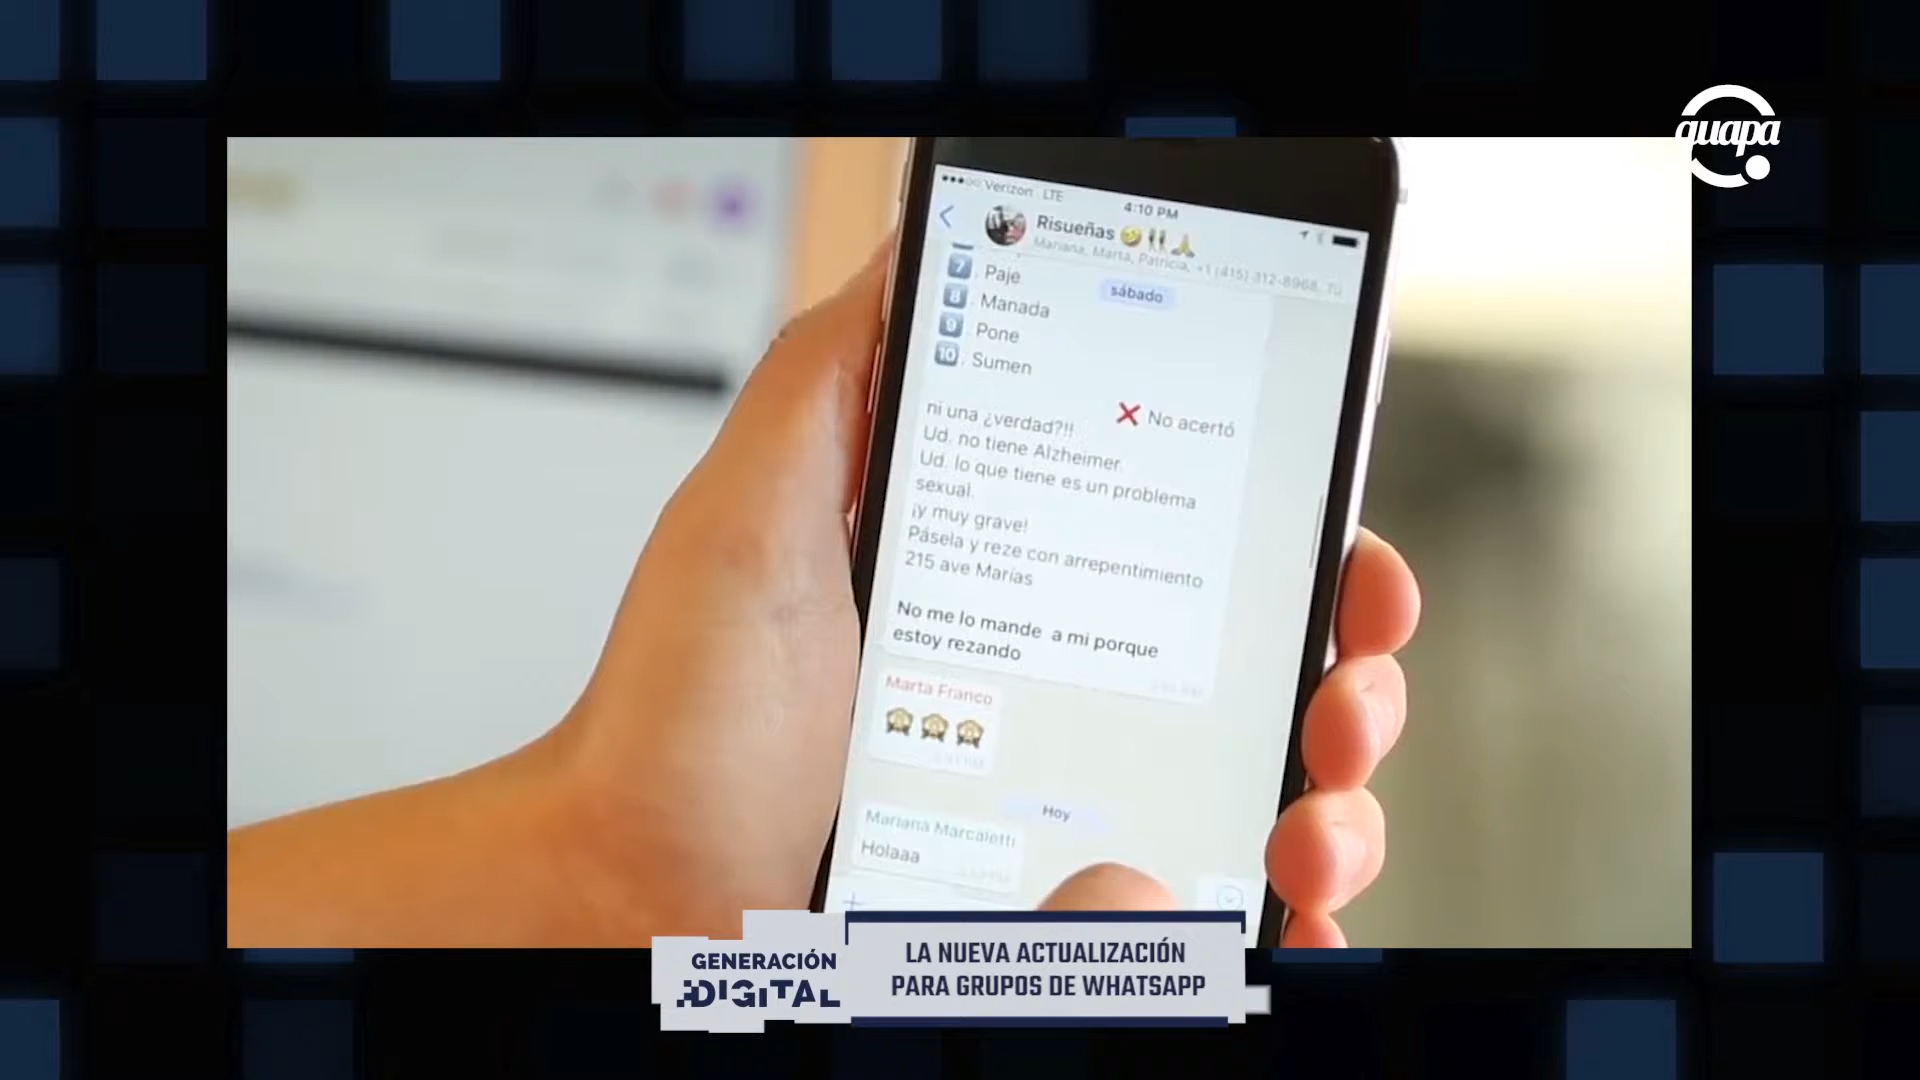 guapa
Verizon LTE
4:10 PM
Risueñas 🤣👯🙏
Mariana, Marta, Patricia, +1 (415) 312-8968, Tú
sábado
7. Paje
8. Manada
9. Pone
10. Sumen
❌ No acertó
ni una ¿verdad?!!
Ud. no tiene Alzheimer.
Ud. lo que tiene es un problema
sexual.
¡y muy grave!
Pásela y reze con arrepentimiento
215 ave Marías
No me lo mande a mi porque
estoy rezando
Marta Franco
🙈🙈🙈
Hoy
Mariana Marcaletti
Holaaa
GENERACIÓN
DIGITAL
LA NUEVA ACTUALIZACIÓN
PARA GRUPOS DE WHATSAPP